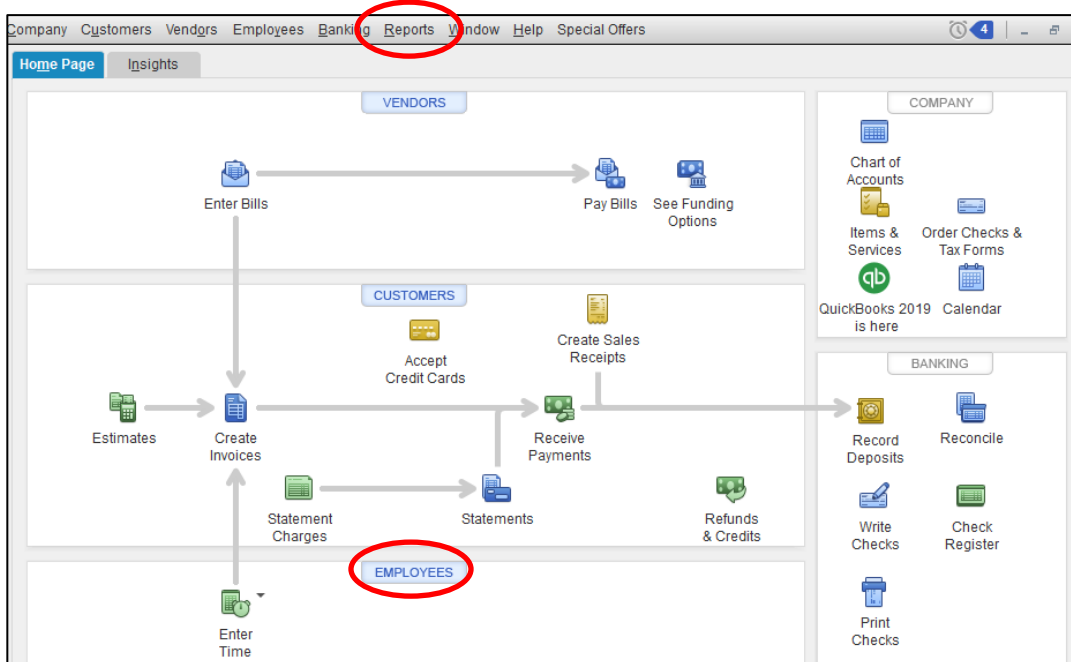 Company Customers Vendors Employees Banking Reports Window Help Special Offers 4
Home Page Insights
VENDORS
Enter Bills
Pay Bills
See Funding
Options
CUSTOMERS
Accept
Credit Cards
Create Sales
Receipts
Estimates
Create
Invoices
Receive
Payments
Statement
Charges
Statements
Refunds
& Credits
EMPLOYEES
Enter
Time
COMPANY
Chart of
Accounts
Items &
Services
Order Checks &
Tax Forms
qb
QuickBooks 2019
is here
Calendar
BANKING
Record
Deposits
Reconcile
Write
Checks
Check
Register
Print
Checks